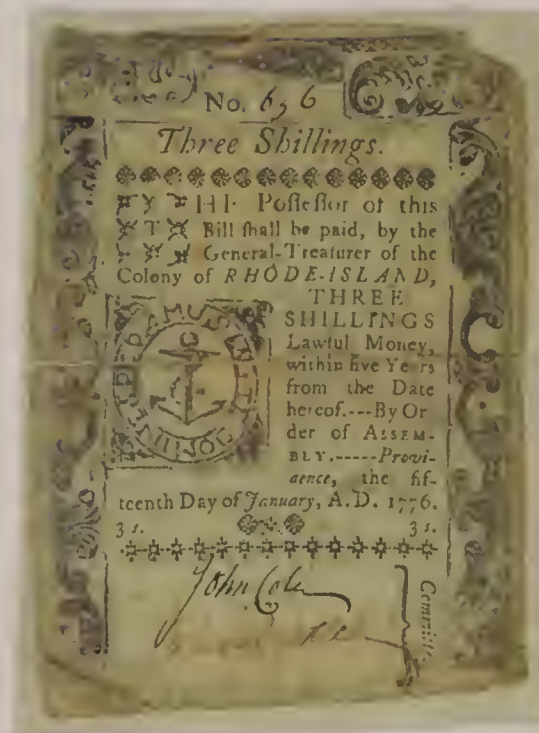 No. 696
Three Shillings.
THE Possessor of this
Bill shall be paid, by the
General-Treasurer of the
Colony of RHODE-ISLAND,
THREE
SHILLINGS
Lawful Money,
within five Years
from the Date
hereof.----By Or
der of ASSEM-
BLY.-----Provi-
dence, the fif-
teenth Day of January, A.D. 1776.
3 s. 3 s.
John Cole
Committee